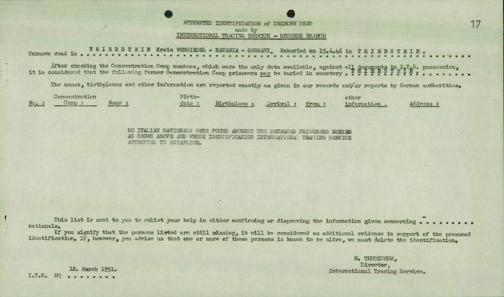 17
ATTEMPTED IDENTIFICATION of UNKNOWN DEAD
made by
INTERNATIONAL TRACING SERVICE - RECORDS BRANCH
Unknown dead in THIERSTEIN Kreis WUNSIEDEL - BAVARIA - GERMANY. Reburied on 15.6.46 in THIERSTEIN.
After checking the Concentration Camp numbers, which were the only data available, against all documents in I.T.S. possession,
it is considered that the following former Concentration Camp prisoners may be buried in cemetery THIERSTEIN
The names, birthplaces and other information are reported exactly as given in our records and/or reports by German authorities.
Concentration Birth- other
No. : Camp : Name : date : Birthplace : Arrival : from : information. Address :
NO ITALIAN NATIONALS WERE FOUND AMONGST THE DECEASED PRISONERS BURIED
AS SHOWN ABOVE AND WHOSE IDENTIFICATION INTERNATIONAL TRACING SERVICE
ATTEMPTED TO ESTABLISH.
This list is sent to you to enlist your help in either confirming or disproving the information given concerning ........
nationals.
If you signify that the persons listed are still missing, it will be considered as additional evidence in support of the presumed
identification. If, however, you advise us that one or more of these persons is known to be alive, we must delete the identification.
Director,
International Tracing Service.
12. March 1951.
I.T.S. No ........